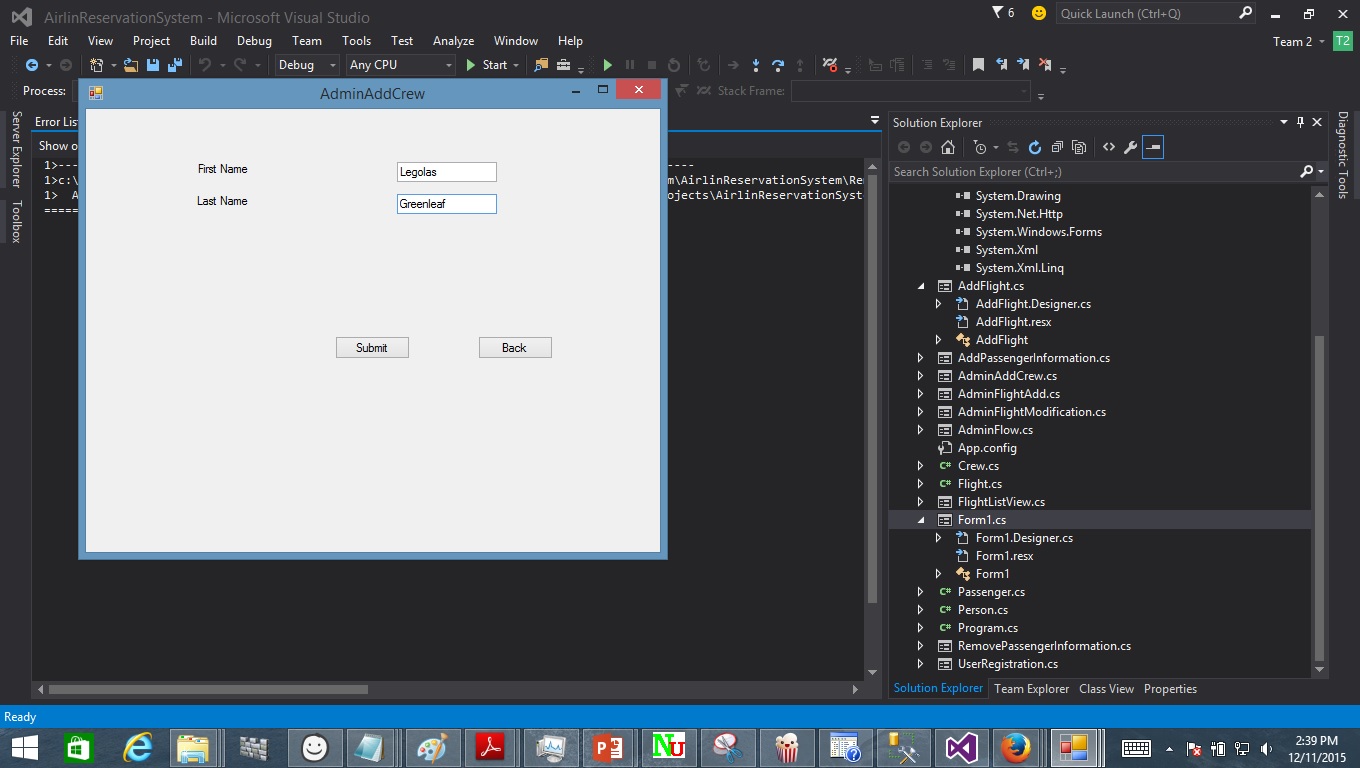 AirlinReservationSystem - Microsoft Visual Studio
6
Quick Launch (Ctrl+Q)
File Edit View Project Build Debug Team Tools Test Analyze Window Help
Team 2 T2
Debug Any CPU Start
Process:
Stack Frame:
AdminAddCrew
Server Explorer
Toolbox
Error Lis
Show o
1>----
1>c:\
1> A
=====
-----
m\AirlinReservationSystem\Re
ojects\AirlinReservationSyst
First Name
Legolas
Last Name
Greenleaf
Submit
Back
Solution Explorer
Search Solution Explorer (Ctrl+;)
System.Drawing
System.Net.Http
System.Windows.Forms
System.Xml
System.Xml.Linq
AddFlight.cs
AddFlight.Designer.cs
AddFlight.resx
AddFlight
AddPassengerInformation.cs
AdminAddCrew.cs
AdminFlightAdd.cs
AdminFlightModification.cs
AdminFlow.cs
App.config
C# Crew.cs
C# Flight.cs
FlightListView.cs
Form1.cs
Form1.Designer.cs
Form1.resx
Form1
C# Passenger.cs
C# Person.cs
C# Program.cs
RemovePassengerInformation.cs
UserRegistration.cs
Solution Explorer Team Explorer Class View Properties
Diagnostic Tools
Ready
Nu
2:39 PM
12/11/2015